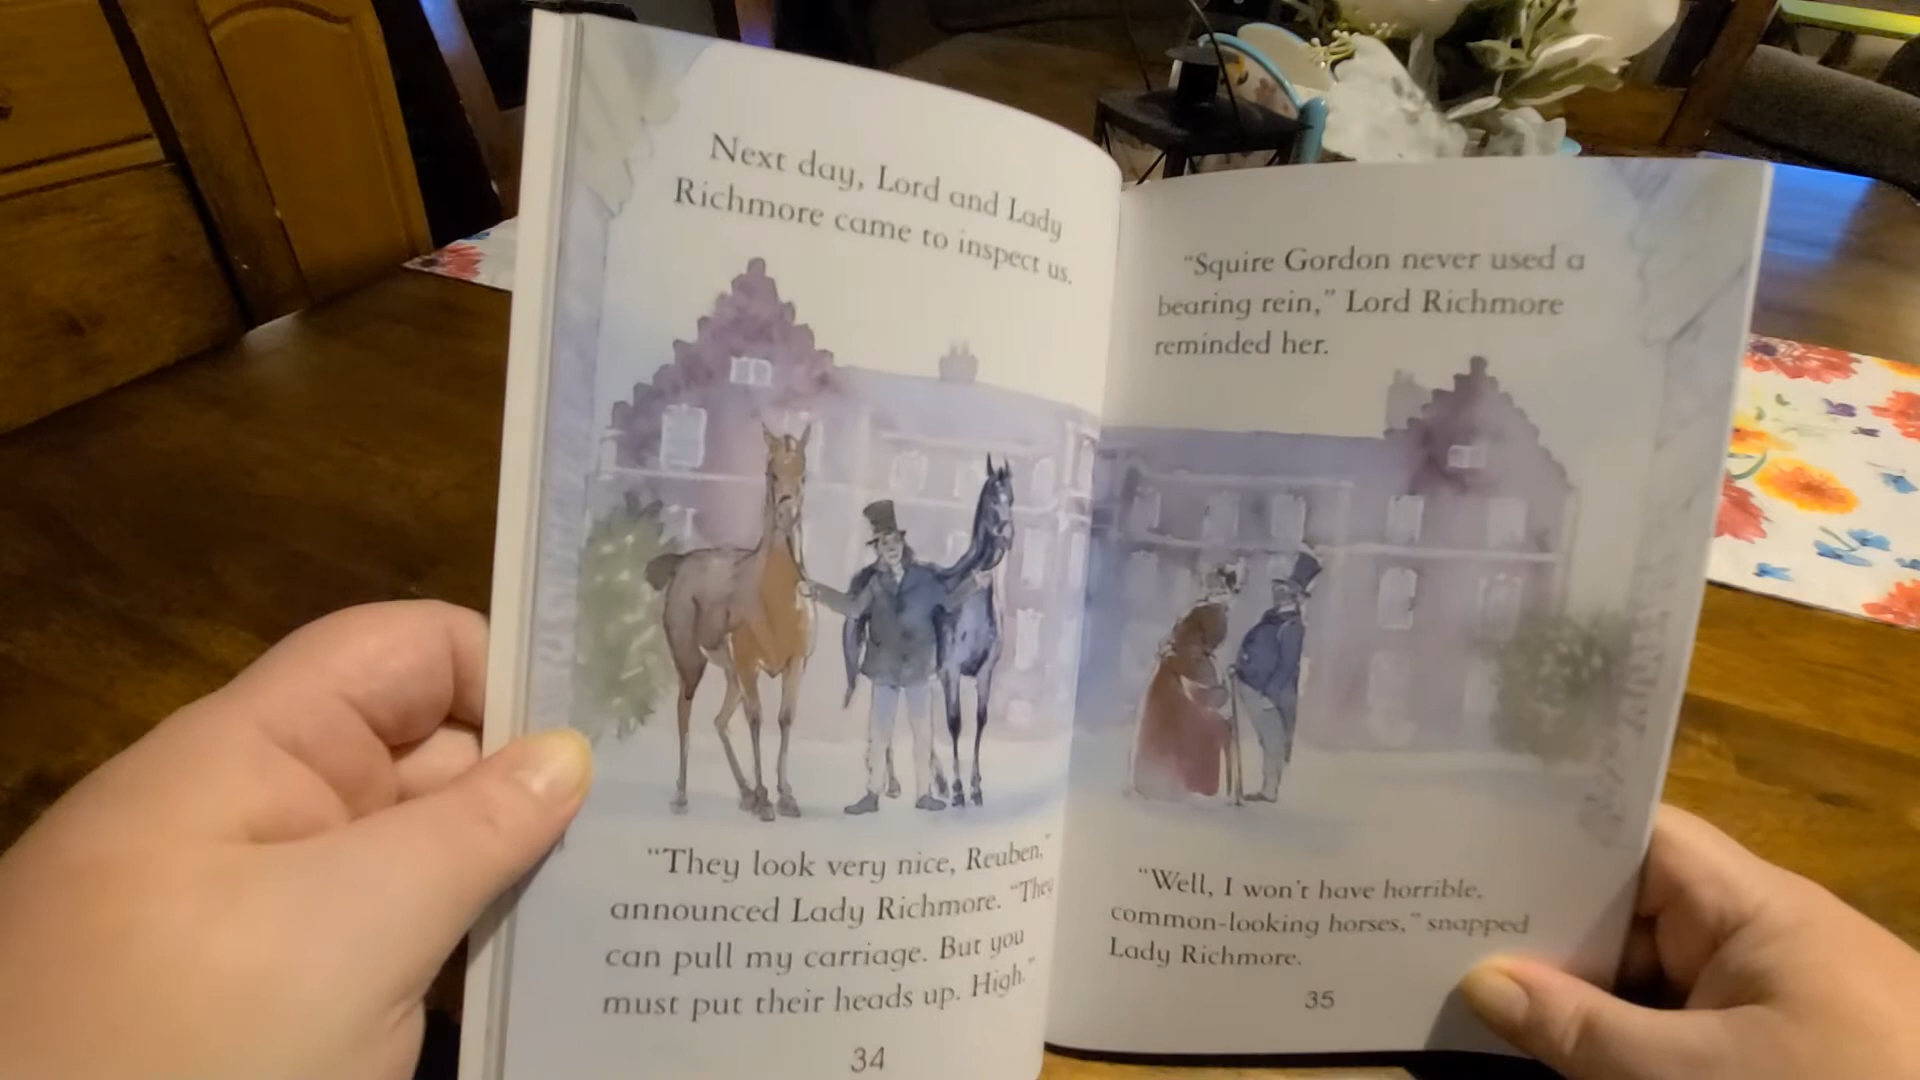 Next day, Lord and Lady
Richmore came to inspect us.
“They look very nice, Reuben,”
announced Lady Richmore. “They
can pull my carriage. But you
must put their heads up. High.”
34
“Squire Gordon never used a
bearing rein,” Lord Richmore
reminded her.
“Well, I won’t have horrible,
common-looking horses,” snapped
Lady Richmore.
35